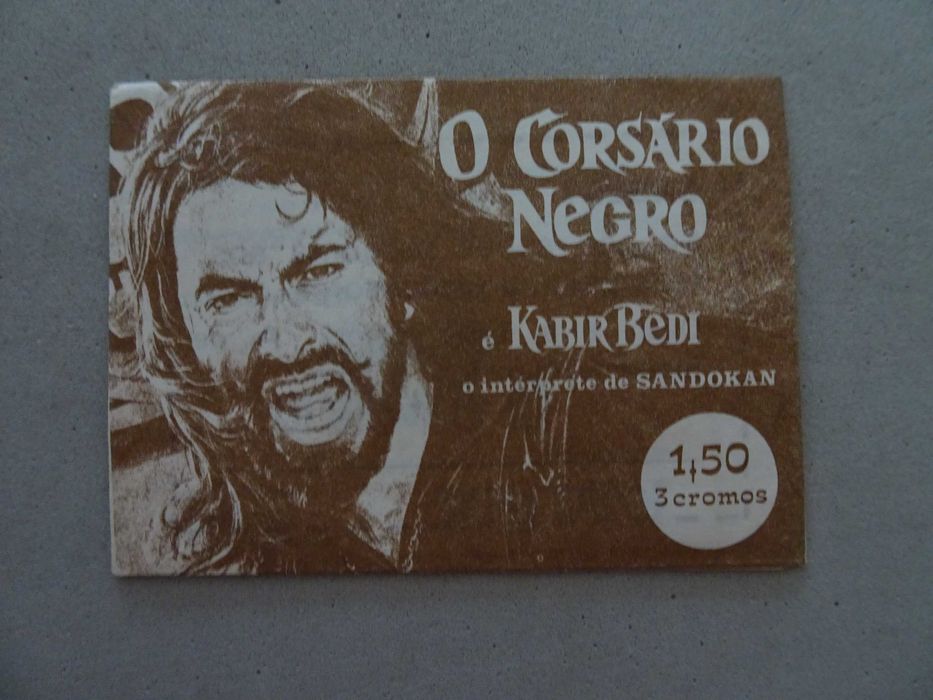 O CORSÁRIO
NEGRO
é KABIR BEDI
o intérprete de SANDOKAN
1$50
3 cromos